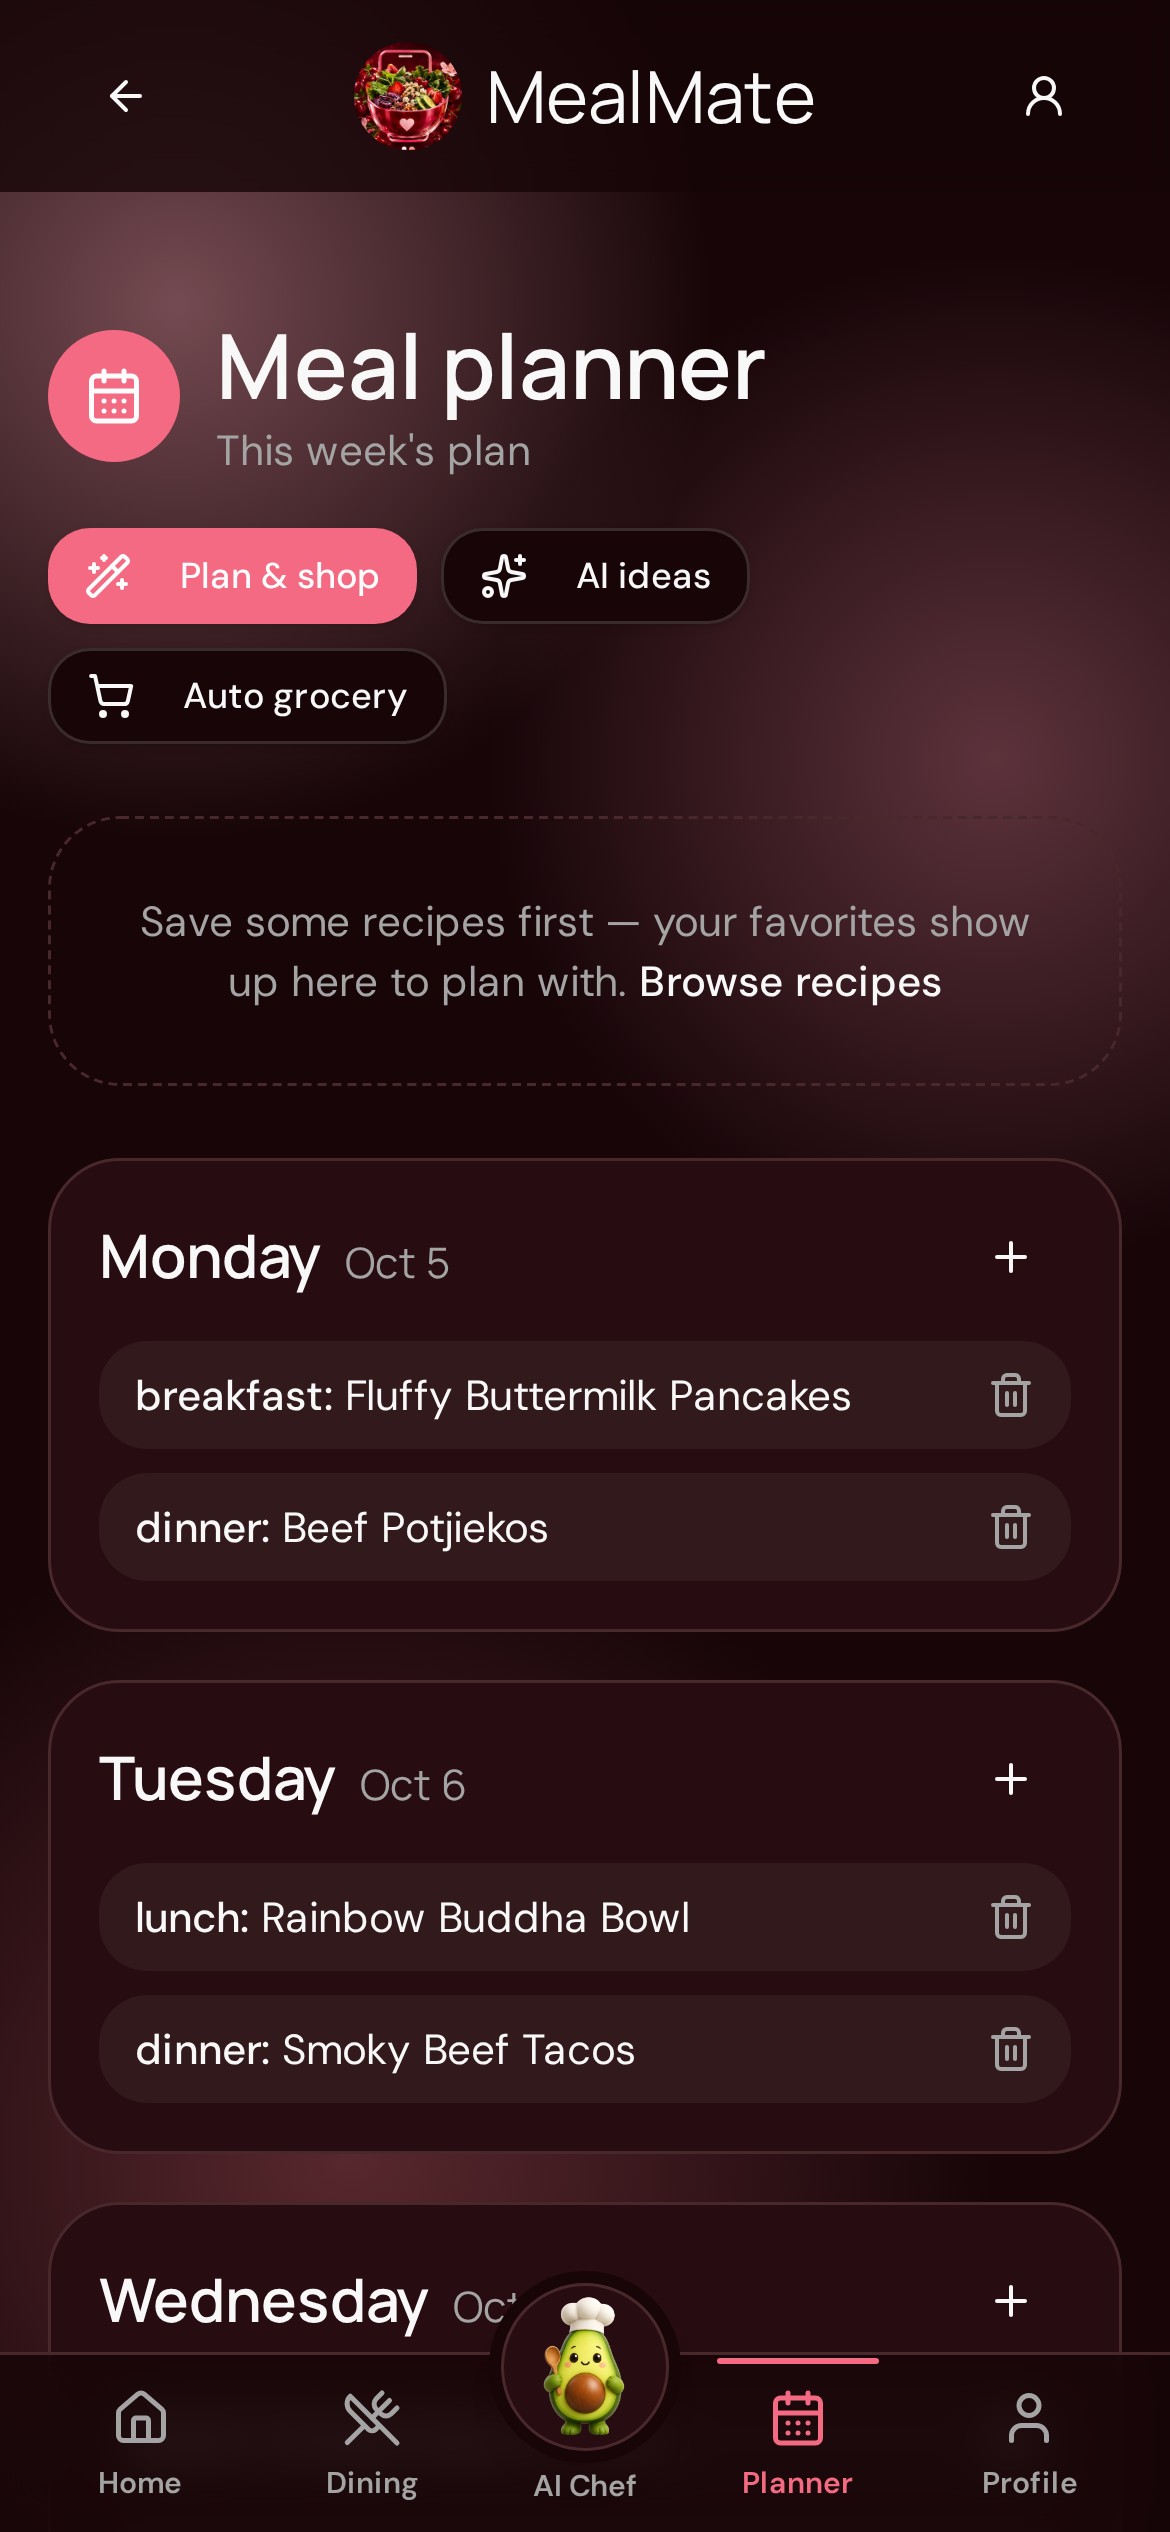 MealMate
Meal planner
This week's plan
Plan & shop
AI ideas
Auto grocery
Save some recipes first — your favorites show
up here to plan with. Browse recipes
Monday Oct 5
breakfast: Fluffy Buttermilk Pancakes
dinner: Beef Potjiekos
Tuesday Oct 6
lunch: Rainbow Buddha Bowl
dinner: Smoky Beef Tacos
Wednesday Oct
Home
Dining
AI Chef
Planner
Profile